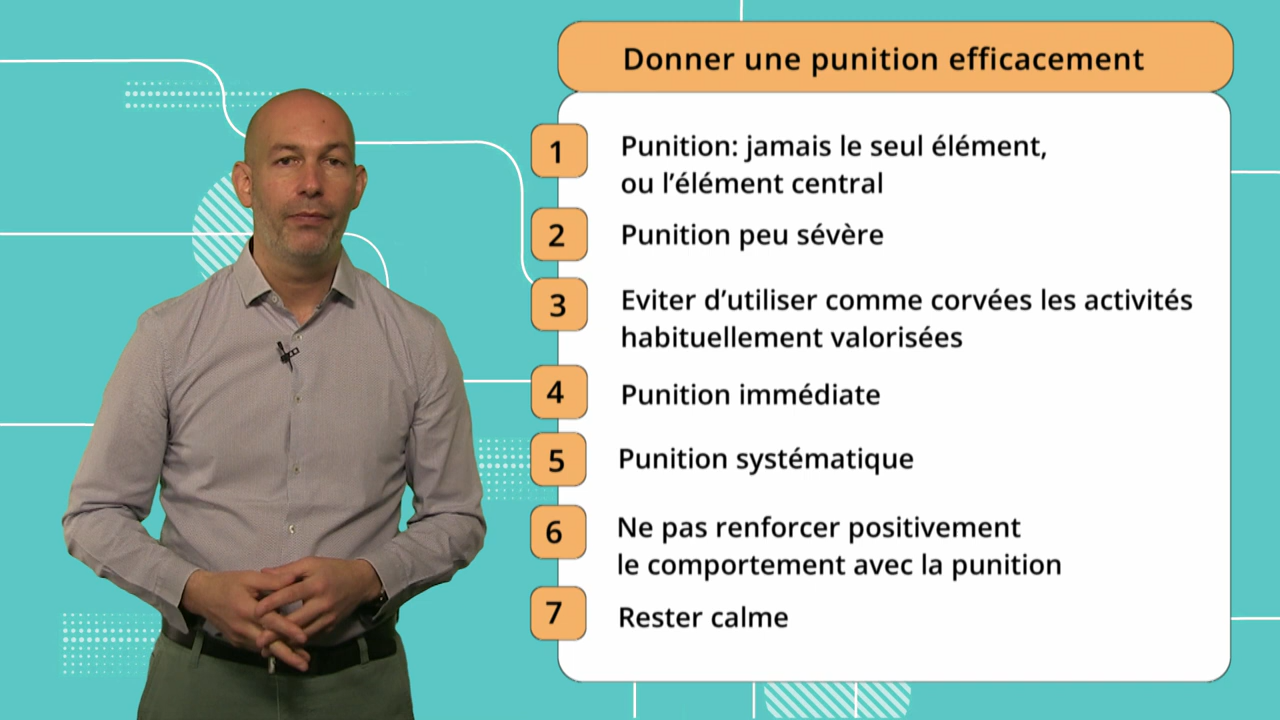 Donner une punition efficacement
1 Punition: jamais le seul élément,
ou l’élément central
2 Punition peu sévère
3 Eviter d’utiliser comme corvées les activités
habituellement valorisées
4 Punition immédiate
5 Punition systématique
6 Ne pas renforcer positivement
le comportement avec la punition
7 Rester calme